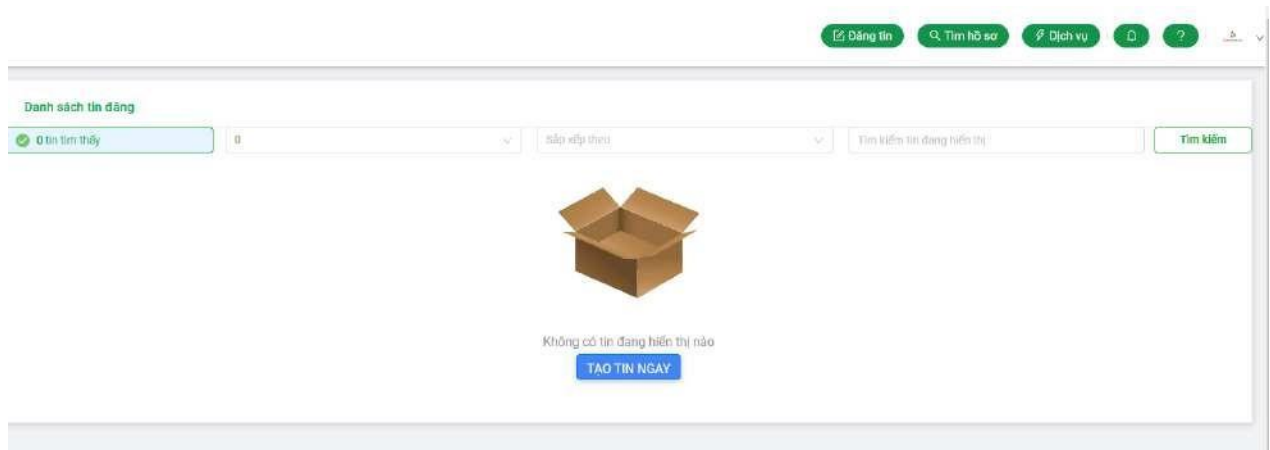 Đăng tin
Tìm hồ sơ
Dịch vụ
?
Danh sách tin đăng
0 tin tìm thấy
0
Sắp xếp theo
Tìm kiếm tin đang hiển thị
Tìm kiếm
Không có tin đang hiển thị nào
TẠO TIN NGAY